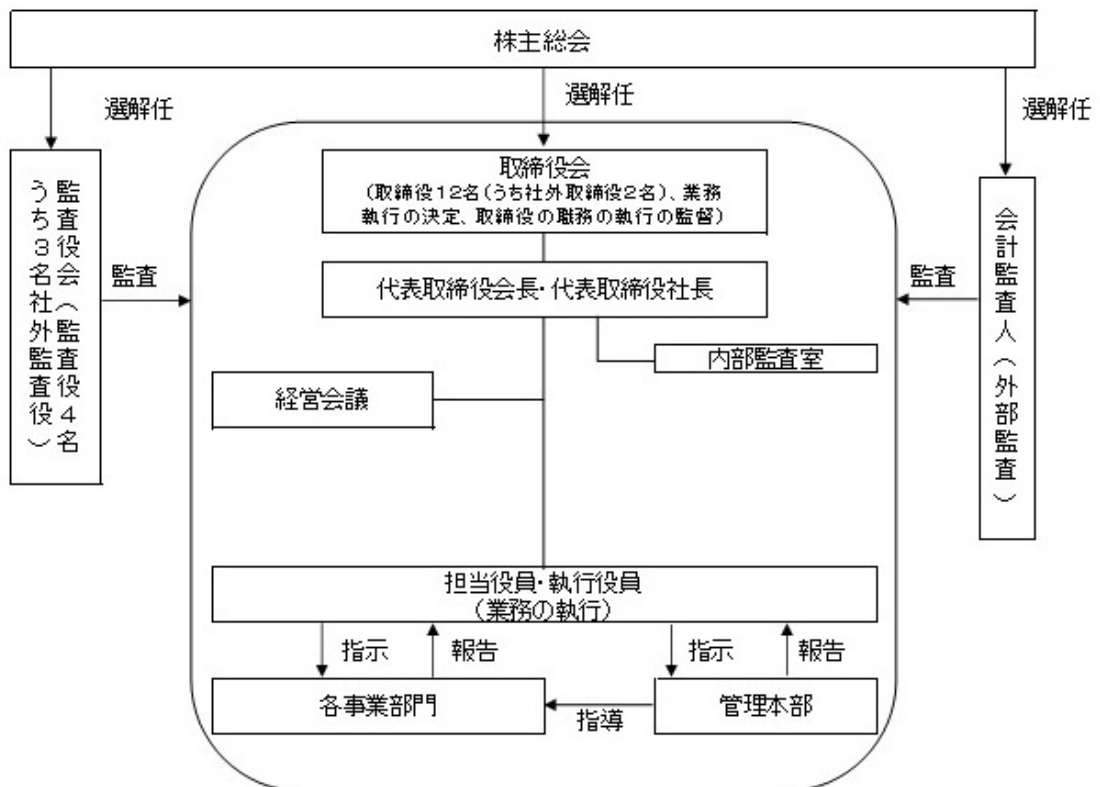 株主総会
選解任
選解任
選解任
取締役会
(取締役12名(うち社外取締役2名)、業務
執行の決定、取締役の職務の執行の監督)
監査役会(監査役4名
うち3名社外監査役)
監査
代表取締役会長・代表取締役社長
監査
会計監査人(外部監査)
内部監査室
経営会議
担当役員・執行役員
(業務の執行)
指示
報告
指示
報告
各事業部門
指導
管理本部